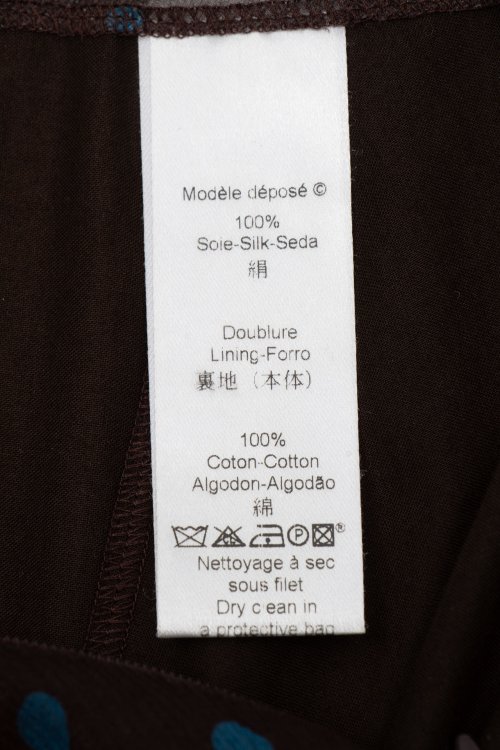 Modèle déposé ©
100%
Soie-Silk-Seda
絹
Doublure
Lining-Forro
裏地（本体）
100%
Coton-Cotton
Algodon-Algodão
綿
Nettoyage à sec
sous filet
Dry c ean in
a protective bag